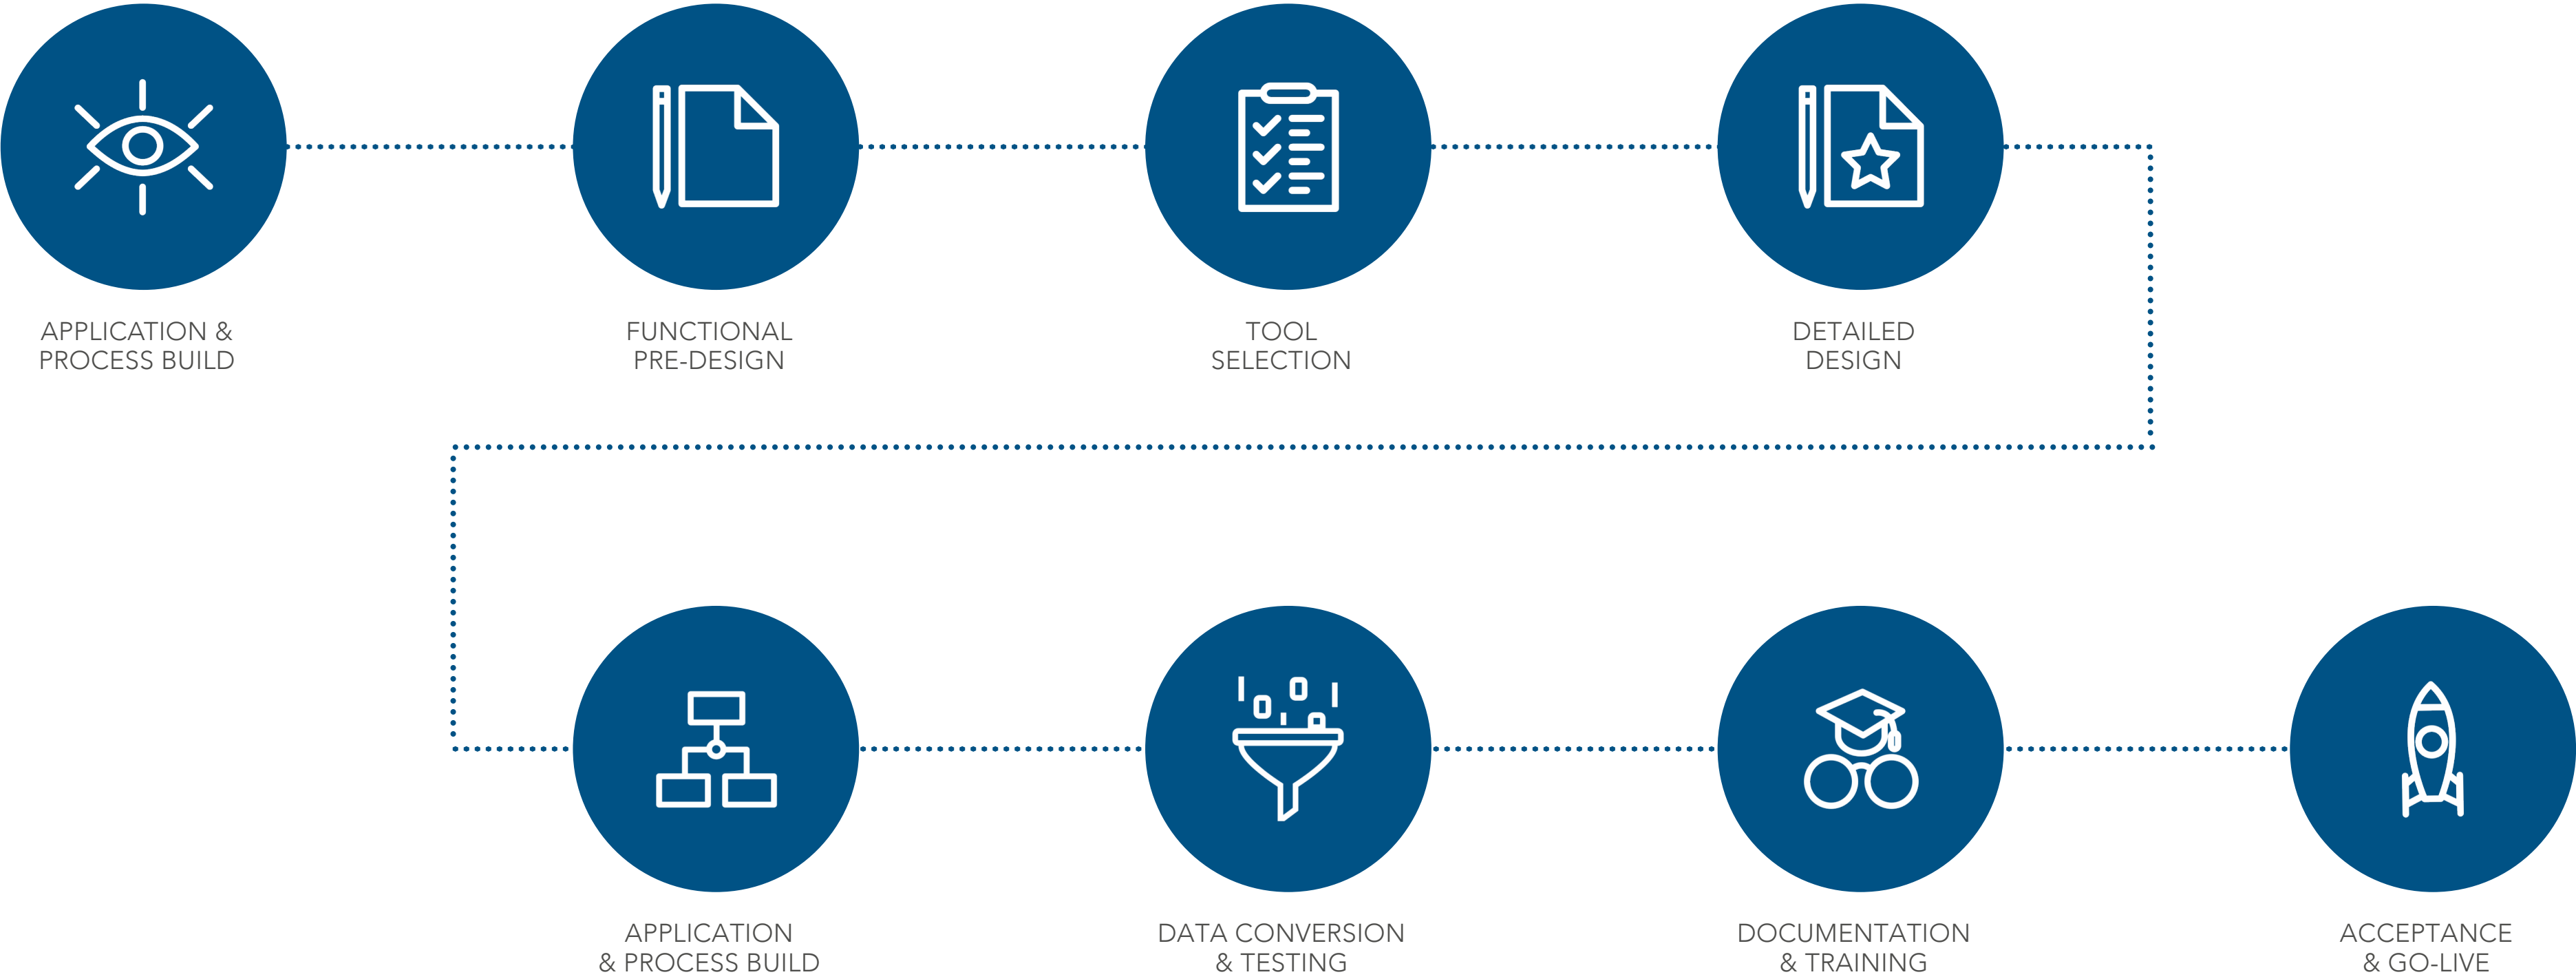 APPLICATION &
PROCESS BUILD
FUNCTIONAL
PRE-DESIGN
TOOL
SELECTION
DETAILED
DESIGN
APPLICATION
& PROCESS BUILD
DATA CONVERSION
& TESTING
DOCUMENTATION
& TRAINING
ACCEPTANCE
& GO-LIVE